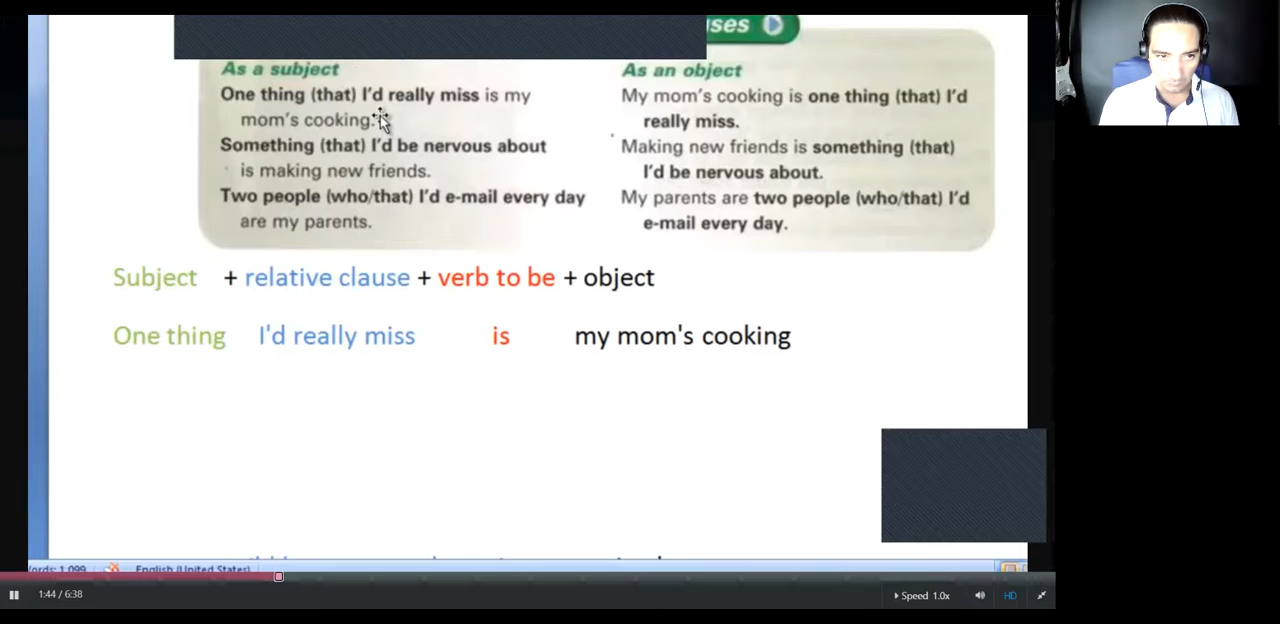 As a subject
One thing (that) I'd really miss is my
mom's cooking.
Something (that) I'd be nervous about
is making new friends.
Two people (who/that) I'd e-mail every day
are my parents.
As an object
My mom's cooking is one thing (that) I'd
really miss.
Making new friends is something (that)
I'd be nervous about.
My parents are two people (who/that) I'd
e-mail every day.
Subject + relative clause + verb to be + object
One thing I'd really miss is my mom's cooking
English (United States)
1:44 / 6:38
Speed 1.0x
HD